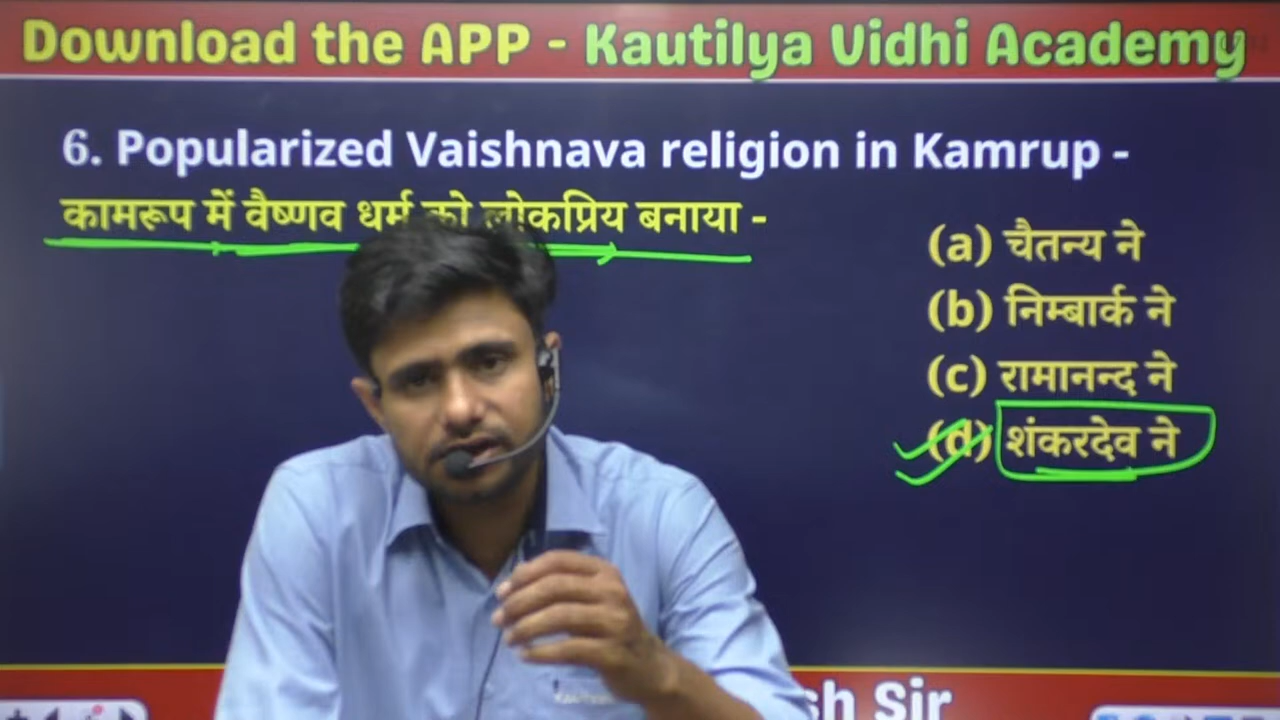 Download the APP - Kautilya Vidhi Academy
6. Popularized Vaishnava religion in Kamrup -
कामरूप में वैष्णव धर्म को लोकप्रिय बनाया -
(a) चैतन्य ने
(b) निम्बार्क ने
(c) रामानन्द ने
(d) शंकरदेव ने
Sir